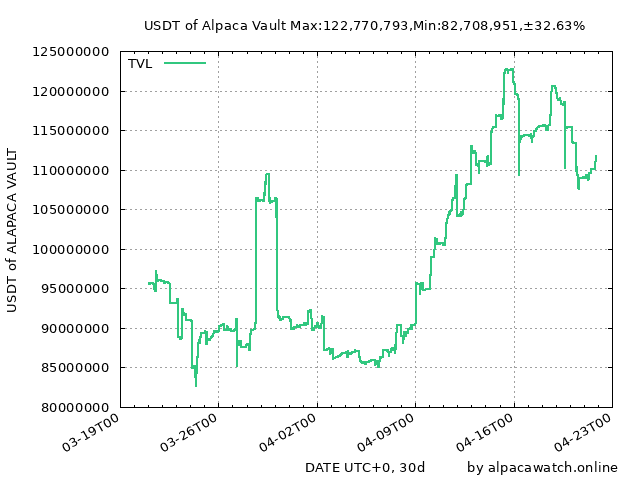 USDT of Alpaca Vault Max:122,770,793,Min:82,708,951,±32.63%
TVL
125000000
120000000
115000000
110000000
105000000
100000000
95000000
90000000
85000000
80000000
USDT of ALAPACA VAULT
03-19T00
03-26T00
04-02T00
04-09T00
04-16T00
04-23T00
DATE UTC+0, 30d
by alpacawatch.online